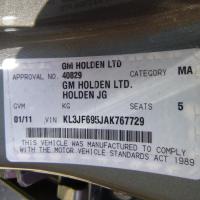 GM HOLDEN LTD
APPROVAL NO. 40829 CATEGORY MA
GM HOLDEN LTD.
HOLDEN JG
GVM KG SEATS 5
01/11 VIN KL3JF695JAK767729
THIS VEHICLE WAS MANUFACTURED TO COMPLY
WITH THE MOTOR VEHICLE STANDARDS ACT 1989